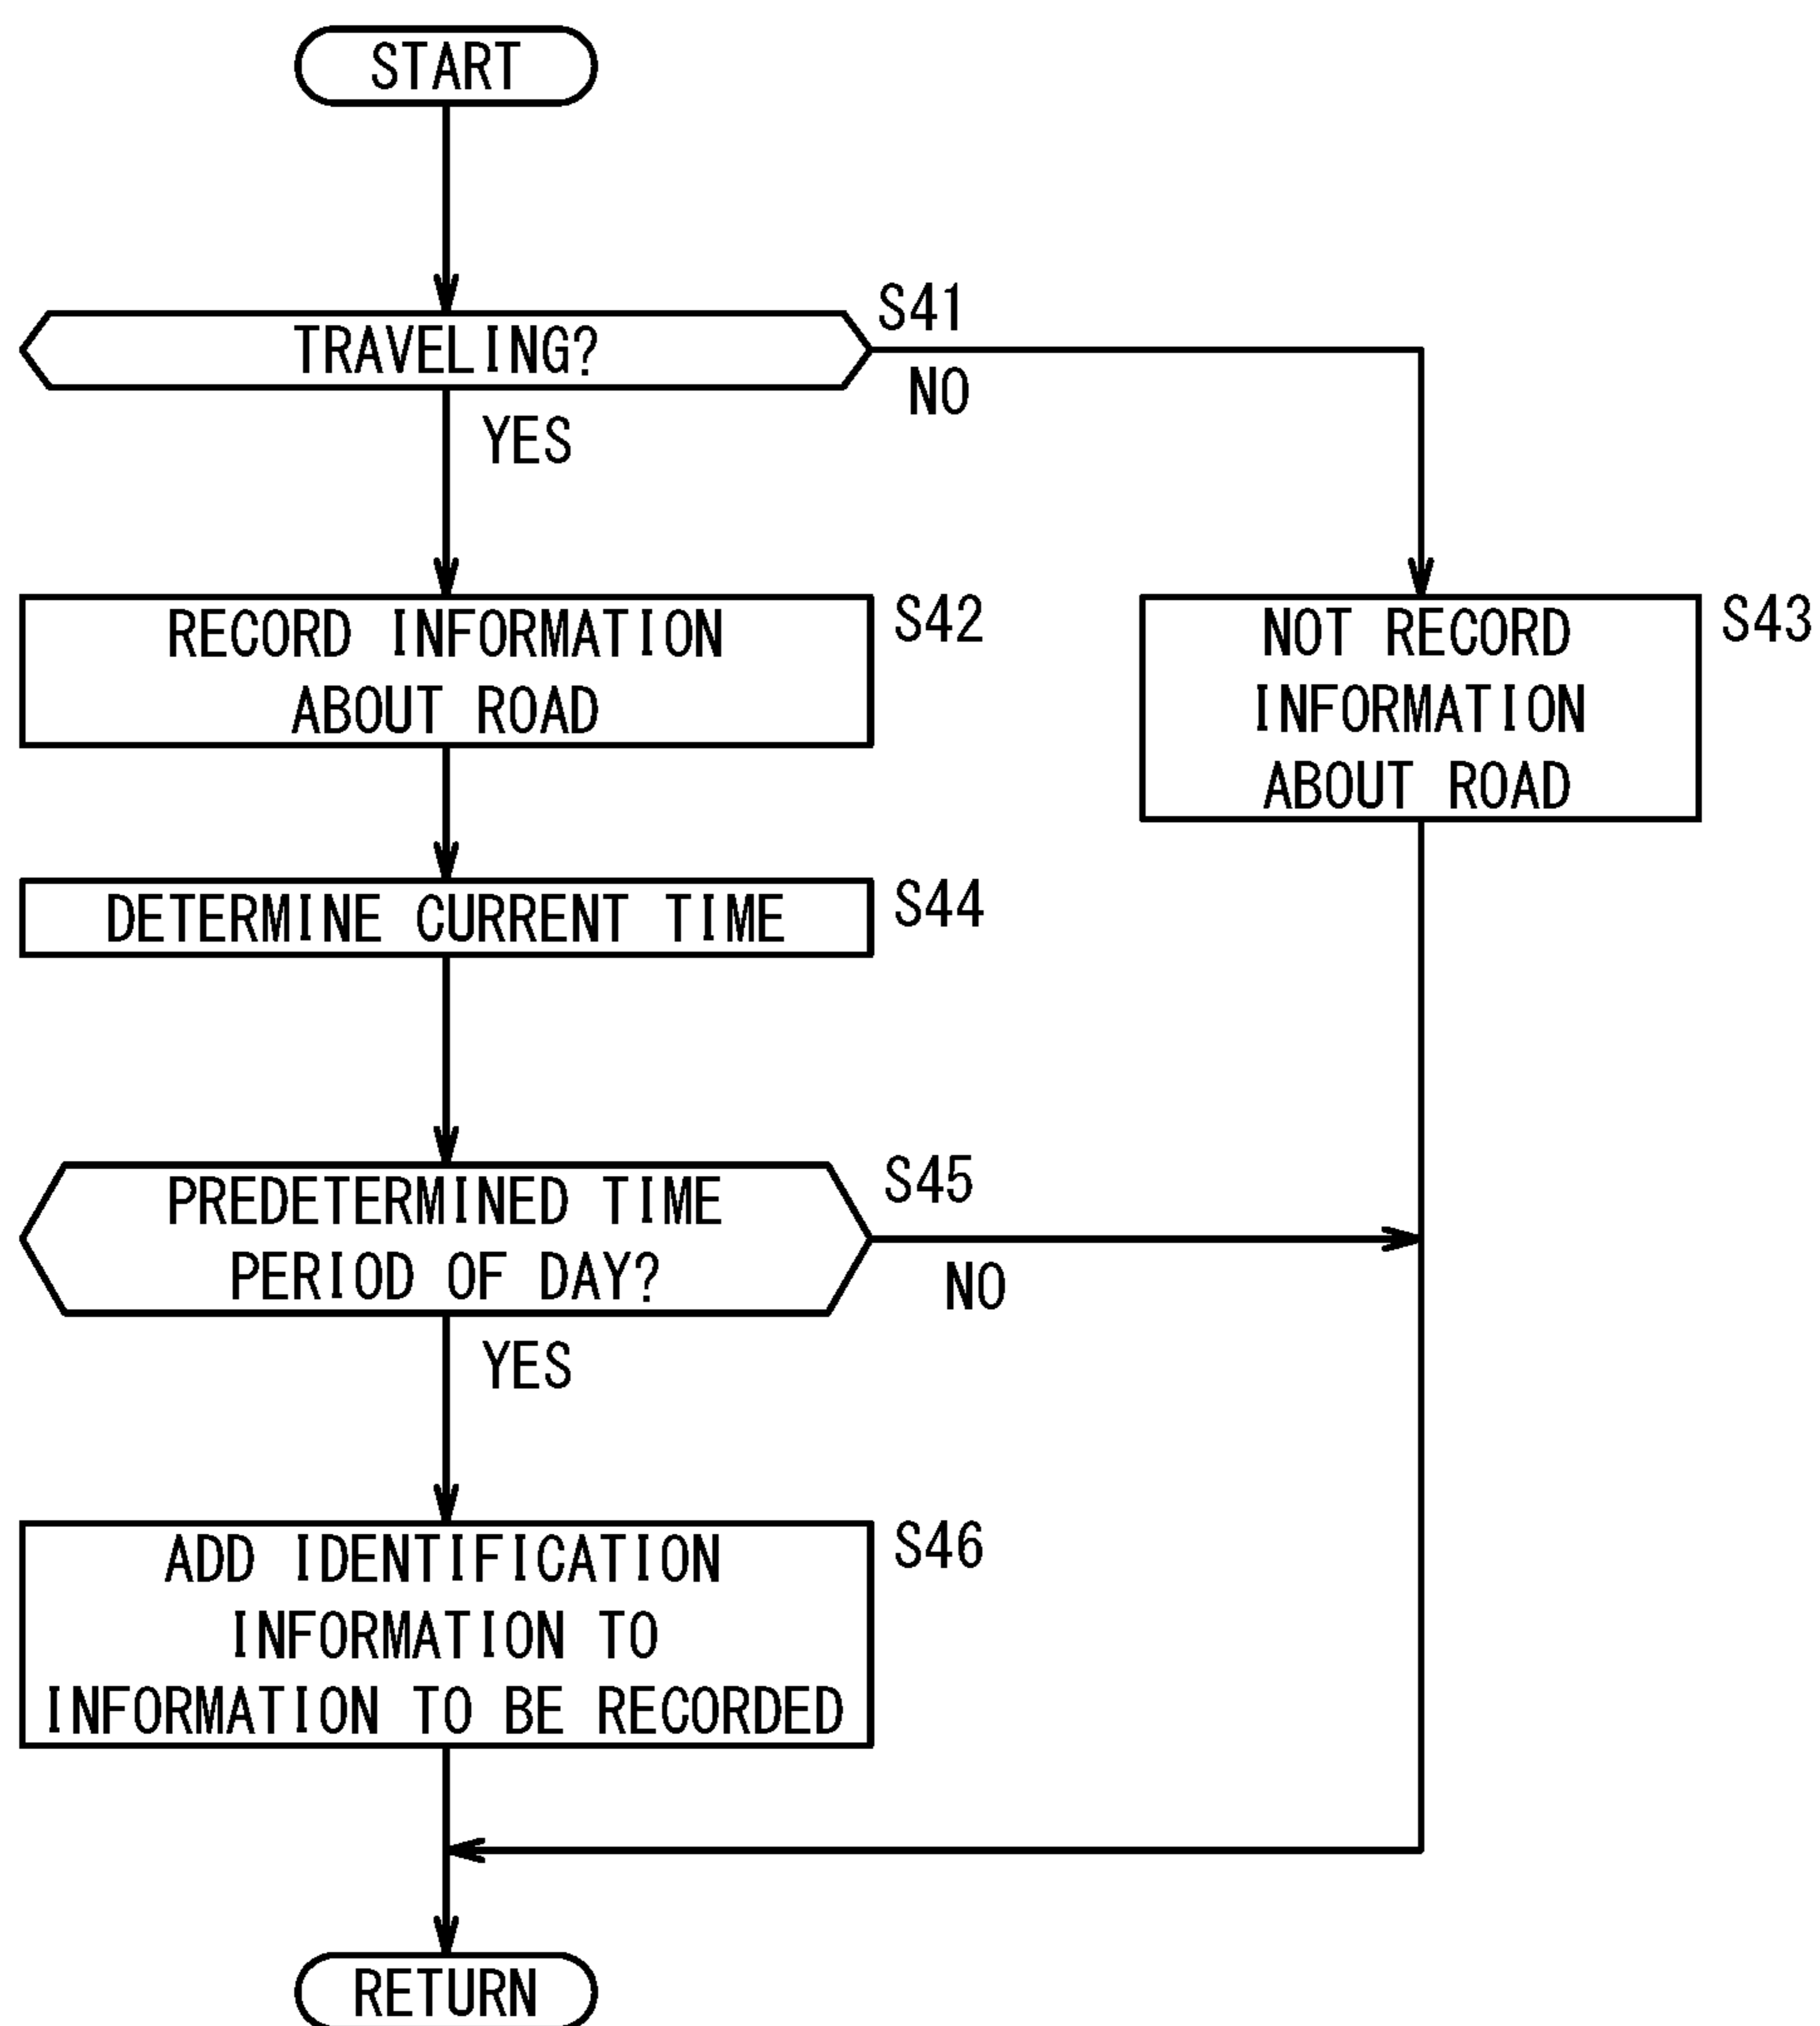 START
TRAVELING?
S41
NO
YES
RECORD INFORMATION
ABOUT ROAD
S42
NOT RECORD
INFORMATION
ABOUT ROAD
S43
DETERMINE CURRENT TIME
S44
PREDETERMINED TIME
PERIOD OF DAY?
S45
NO
YES
ADD IDENTIFICATION
INFORMATION TO
INFORMATION TO BE RECORDED
S46
RETURN